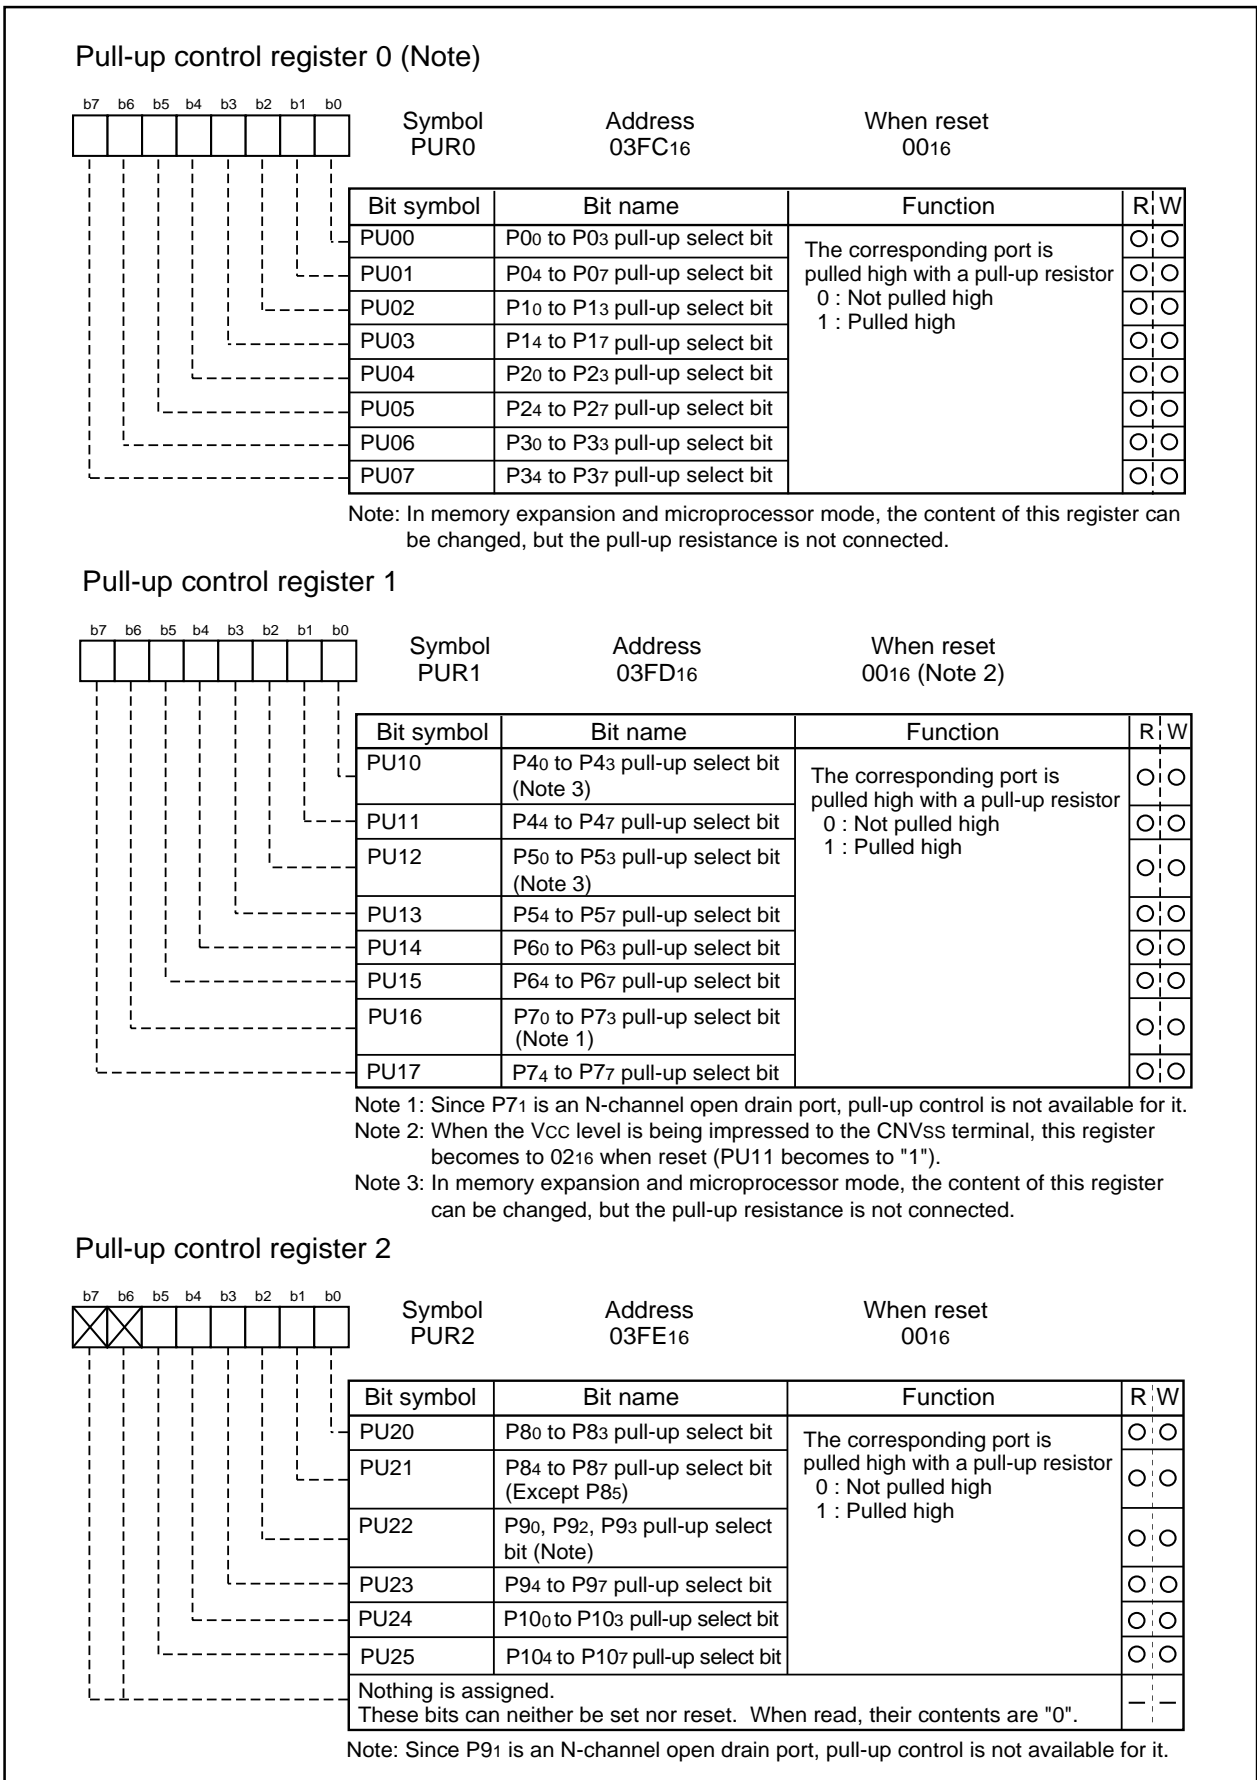 Pull-up control register 0 (Note)
b7 b6 b5 b4 b3 b2 b1 b0
Symbol Address When reset
PUR0 03FC16 0016
Bit symbol Bit name Function R W
PU00 P00 to P03 pull-up select bit The corresponding port is
PU01 P04 to P07 pull-up select bit pulled high with a pull-up resistor
PU02 P10 to P13 pull-up select bit 0 : Not pulled high
PU03 P14 to P17 pull-up select bit 1 : Pulled high
PU04 P20 to P23 pull-up select bit
PU05 P24 to P27 pull-up select bit
PU06 P30 to P33 pull-up select bit
PU07 P34 to P37 pull-up select bit
Note: In memory expansion and microprocessor mode, the content of this register can
be changed, but the pull-up resistance is not connected.
Pull-up control register 1
b7 b6 b5 b4 b3 b2 b1 b0
Symbol Address When reset
PUR1 03FD16 0016 (Note 2)
Bit symbol Bit name Function R W
PU10 P40 to P43 pull-up select bit The corresponding port is
(Note 3) pulled high with a pull-up resistor
PU11 P44 to P47 pull-up select bit 0 : Not pulled high
PU12 P50 to P53 pull-up select bit 1 : Pulled high
(Note 3)
PU13 P54 to P57 pull-up select bit
PU14 P60 to P63 pull-up select bit
PU15 P64 to P67 pull-up select bit
PU16 P70 to P73 pull-up select bit
(Note 1)
PU17 P74 to P77 pull-up select bit
Note 1: Since P71 is an N-channel open drain port, pull-up control is not available for it.
Note 2: When the VCC level is being impressed to the CNVSS terminal, this register
becomes to 0216 when reset (PU11 becomes to "1").
Note 3: In memory expansion and microprocessor mode, the content of this register
can be changed, but the pull-up resistance is not connected.
Pull-up control register 2
b7 b6 b5 b4 b3 b2 b1 b0
Symbol Address When reset
PUR2 03FE16 0016
Bit symbol Bit name Function R W
PU20 P80 to P83 pull-up select bit The corresponding port is
PU21 P84 to P87 pull-up select bit pulled high with a pull-up resistor
(Except P85) 0 : Not pulled high
PU22 P90, P92, P93 pull-up select 1 : Pulled high
bit (Note)
PU23 P94 to P97 pull-up select bit
PU24 P100 to P103 pull-up select bit
PU25 P104 to P107 pull-up select bit
Nothing is assigned.
These bits can neither be set nor reset. When read, their contents are "0". – –
Note: Since P91 is an N-channel open drain port, pull-up control is not available for it.